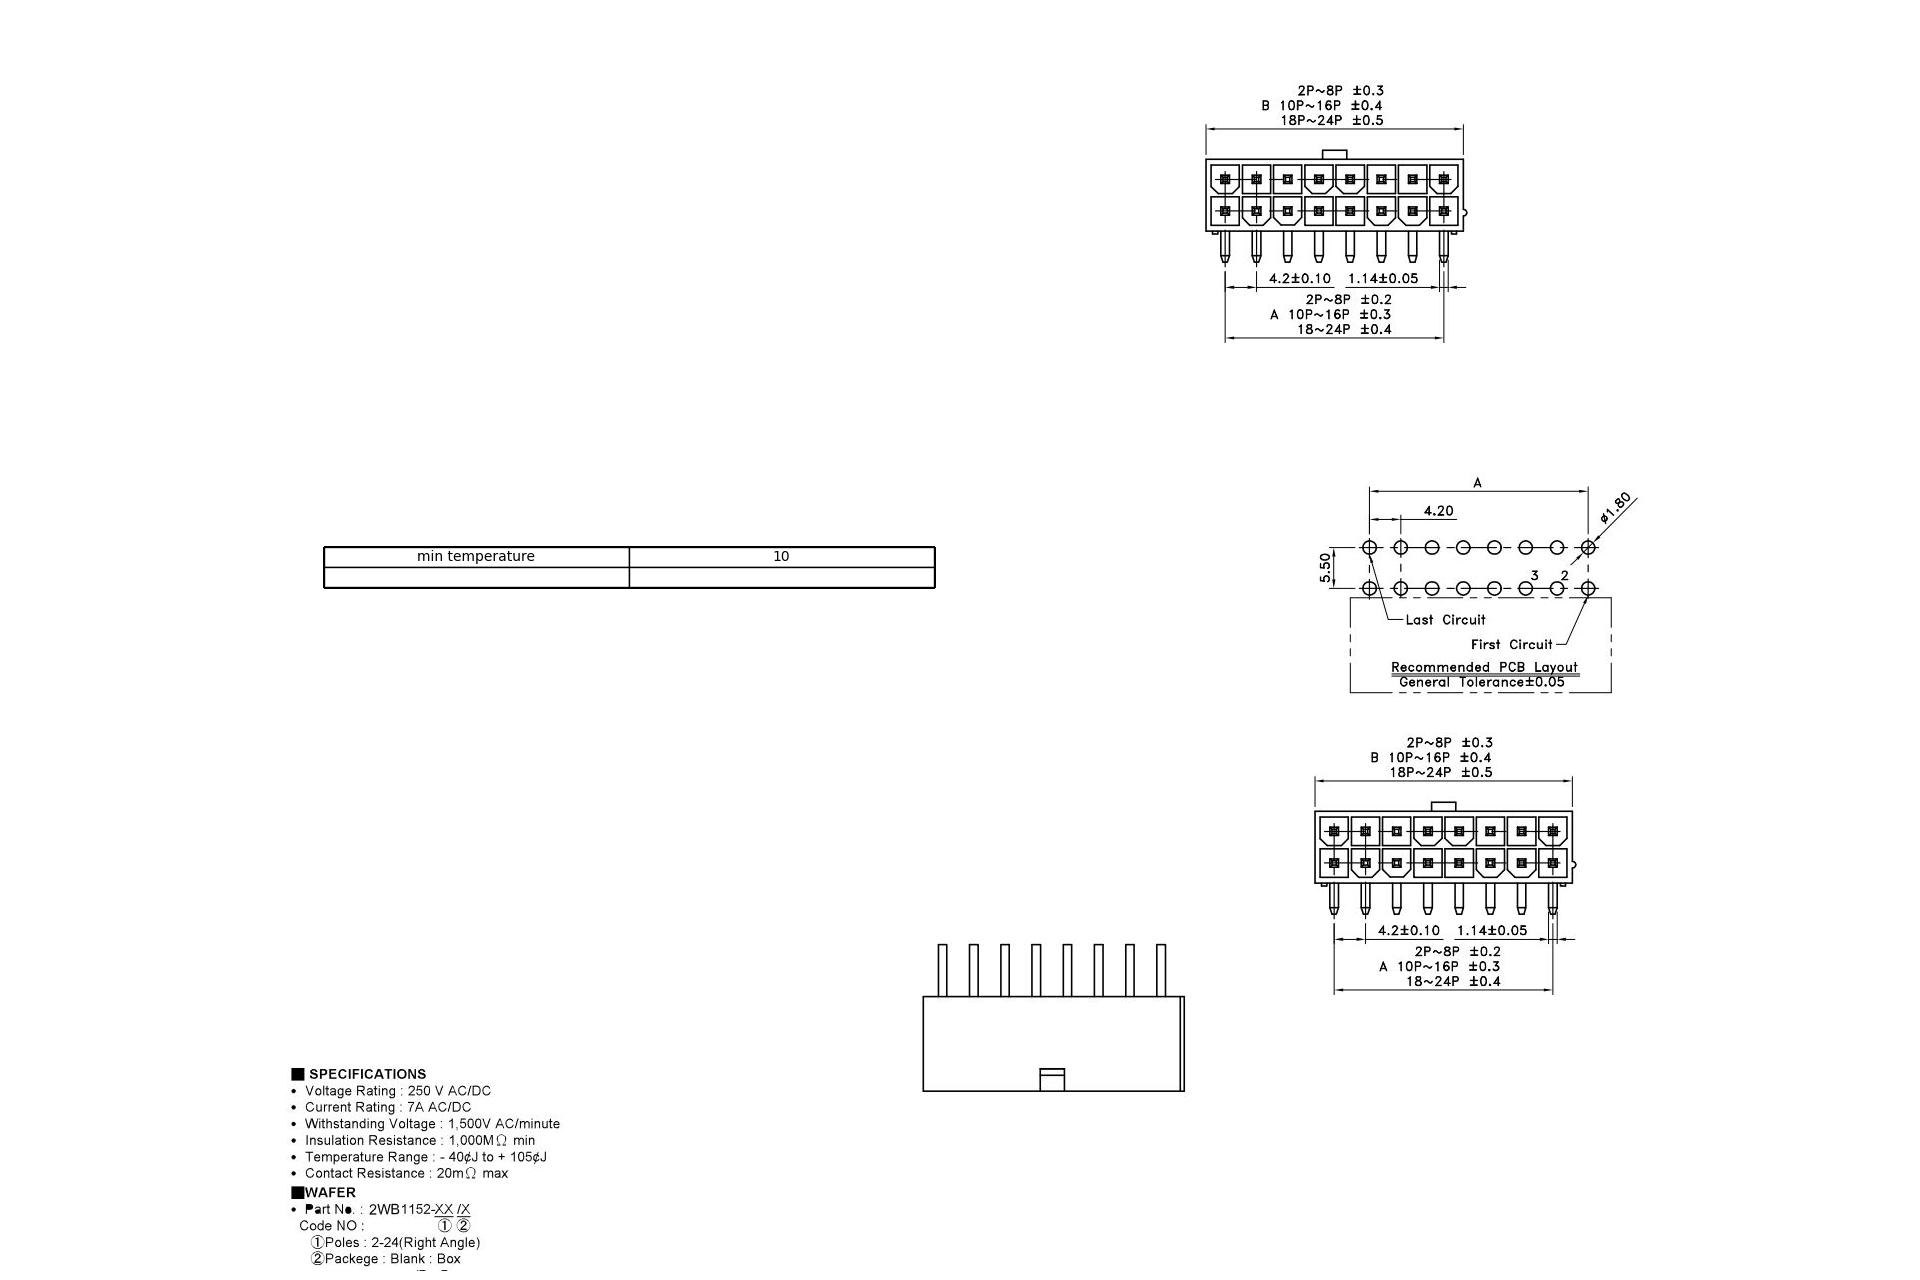 2P~8P ±0.3
B 10P~16P ±0.4
18P~24P ±0.5
4.2±0.10 1.14±0.05
2P~8P ±0.2
A 10P~16P ±0.3
18~24P ±0.4
A
4.20
ø1.80
5.50
3 2
Last Circuit
First Circuit
Recommended PCB Layout
General Tolerance±0.05
min temperature 10
2P~8P ±0.3
B 10P~16P ±0.4
18P~24P ±0.5
4.2±0.10 1.14±0.05
2P~8P ±0.2
A 10P~16P ±0.3
18~24P ±0.4
■ SPECIFICATIONS
• Voltage Rating : 250 V AC/DC
• Current Rating : 7A AC/DC
• Withstanding Voltage : 1,500V AC/minute
• Insulation Resistance : 1,000MΩ min
• Temperature Range : - 40¢J to + 105¢J
• Contact Resistance : 20mΩ max
■WAFER
• Part No. : 2WB1152-XX /X
Code NO : ① ②
①Poles : 2-24(Right Angle)
②Packege : Blank : Box